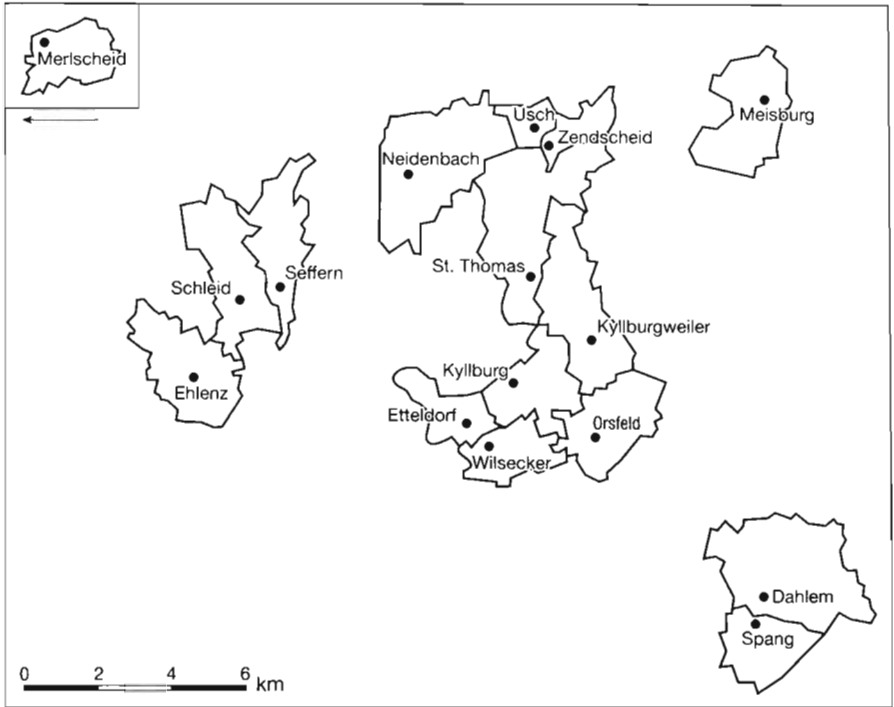 Merlscheid
Meisburg
Usch
Zendscheid
Neidenbach
St. Thomas
Seffern
Schleid
Kyllburgweiler
Kyllburg
Ehlenz
Etteldorf
Orsfeld
Wilsecker
Dahlem
Spang
0 2 4 6 km